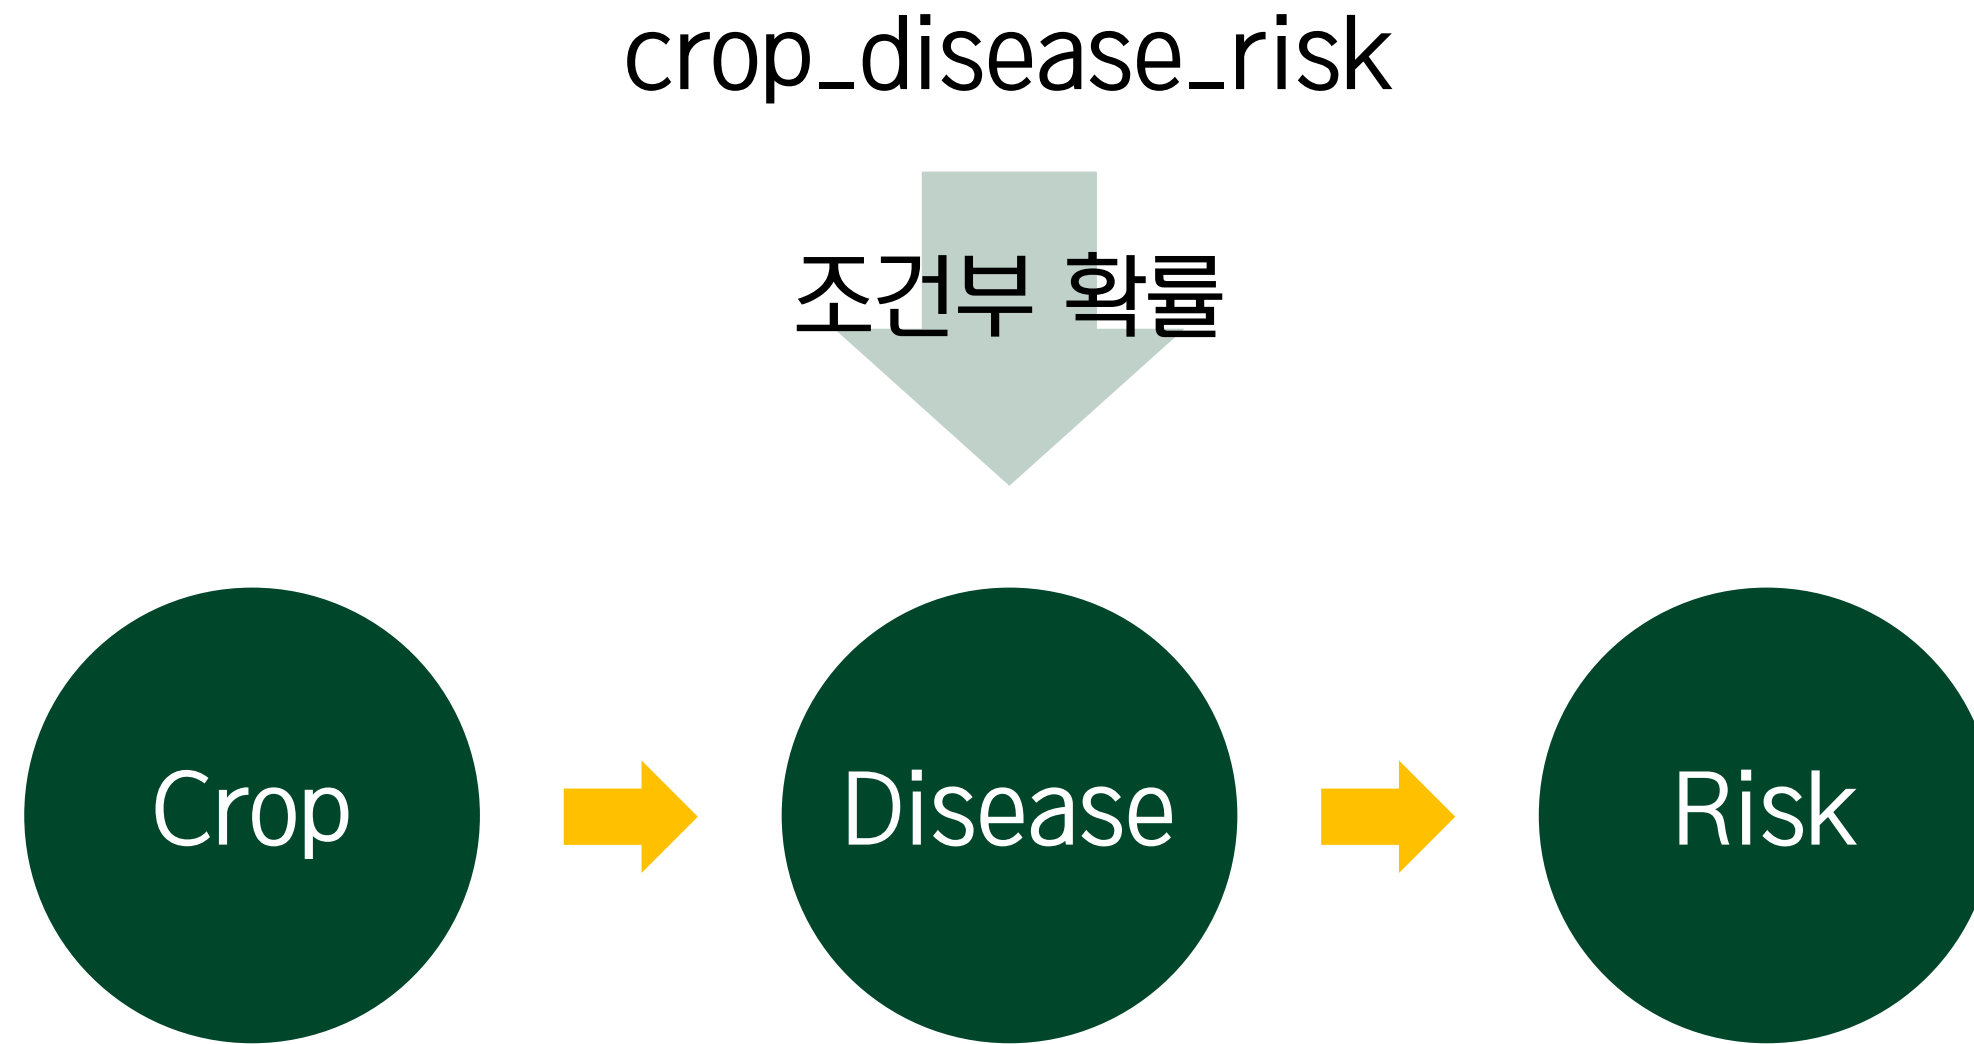 crop_disease_risk
조건부 확률
Crop
Disease
Risk